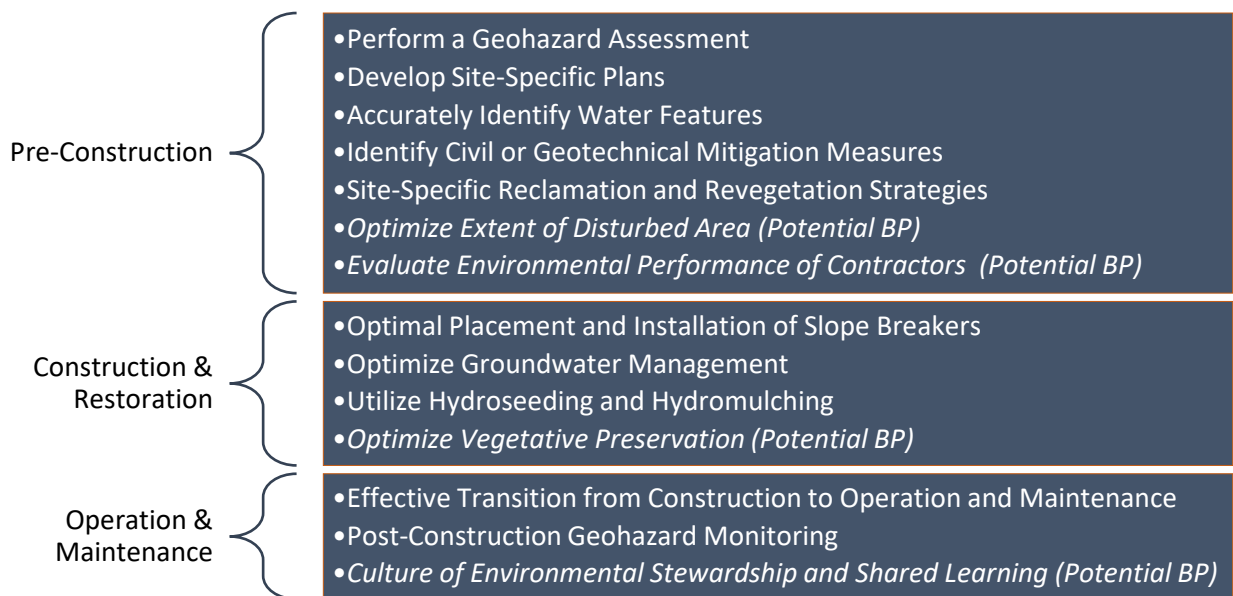 Pre-Construction
•Perform a Geohazard Assessment
•Develop Site-Specific Plans
•Accurately Identify Water Features
•Identify Civil or Geotechnical Mitigation Measures
•Site-Specific Reclamation and Revegetation Strategies
•Optimize Extent of Disturbed Area (Potential BP)
•Evaluate Environmental Performance of Contractors (Potential BP)
Construction &
Restoration
•Optimal Placement and Installation of Slope Breakers
•Optimize Groundwater Management
•Utilize Hydroseeding and Hydromulching
•Optimize Vegetative Preservation (Potential BP)
Operation &
Maintenance
•Effective Transition from Construction to Operation and Maintenance
•Post-Construction Geohazard Monitoring
•Culture of Environmental Stewardship and Shared Learning (Potential BP)